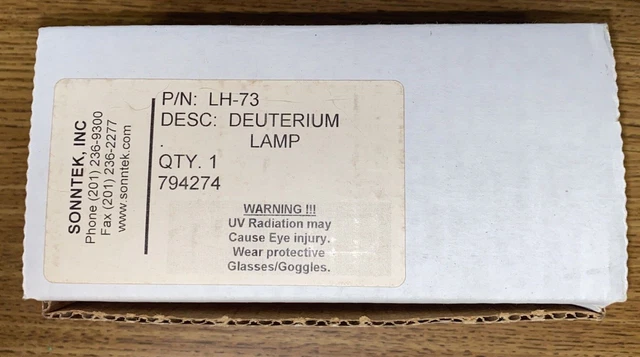 SONNTEK, INC
Phone (201) 236-9300
Fax (201) 236-2277
www.sonntek.com
P/N: LH-73
DESC: DEUTERIUM
. LAMP
QTY. 1
794274
WARNING !!!
UV Radiation may
Cause Eye injury.
Wear protective
Glasses/Goggles.